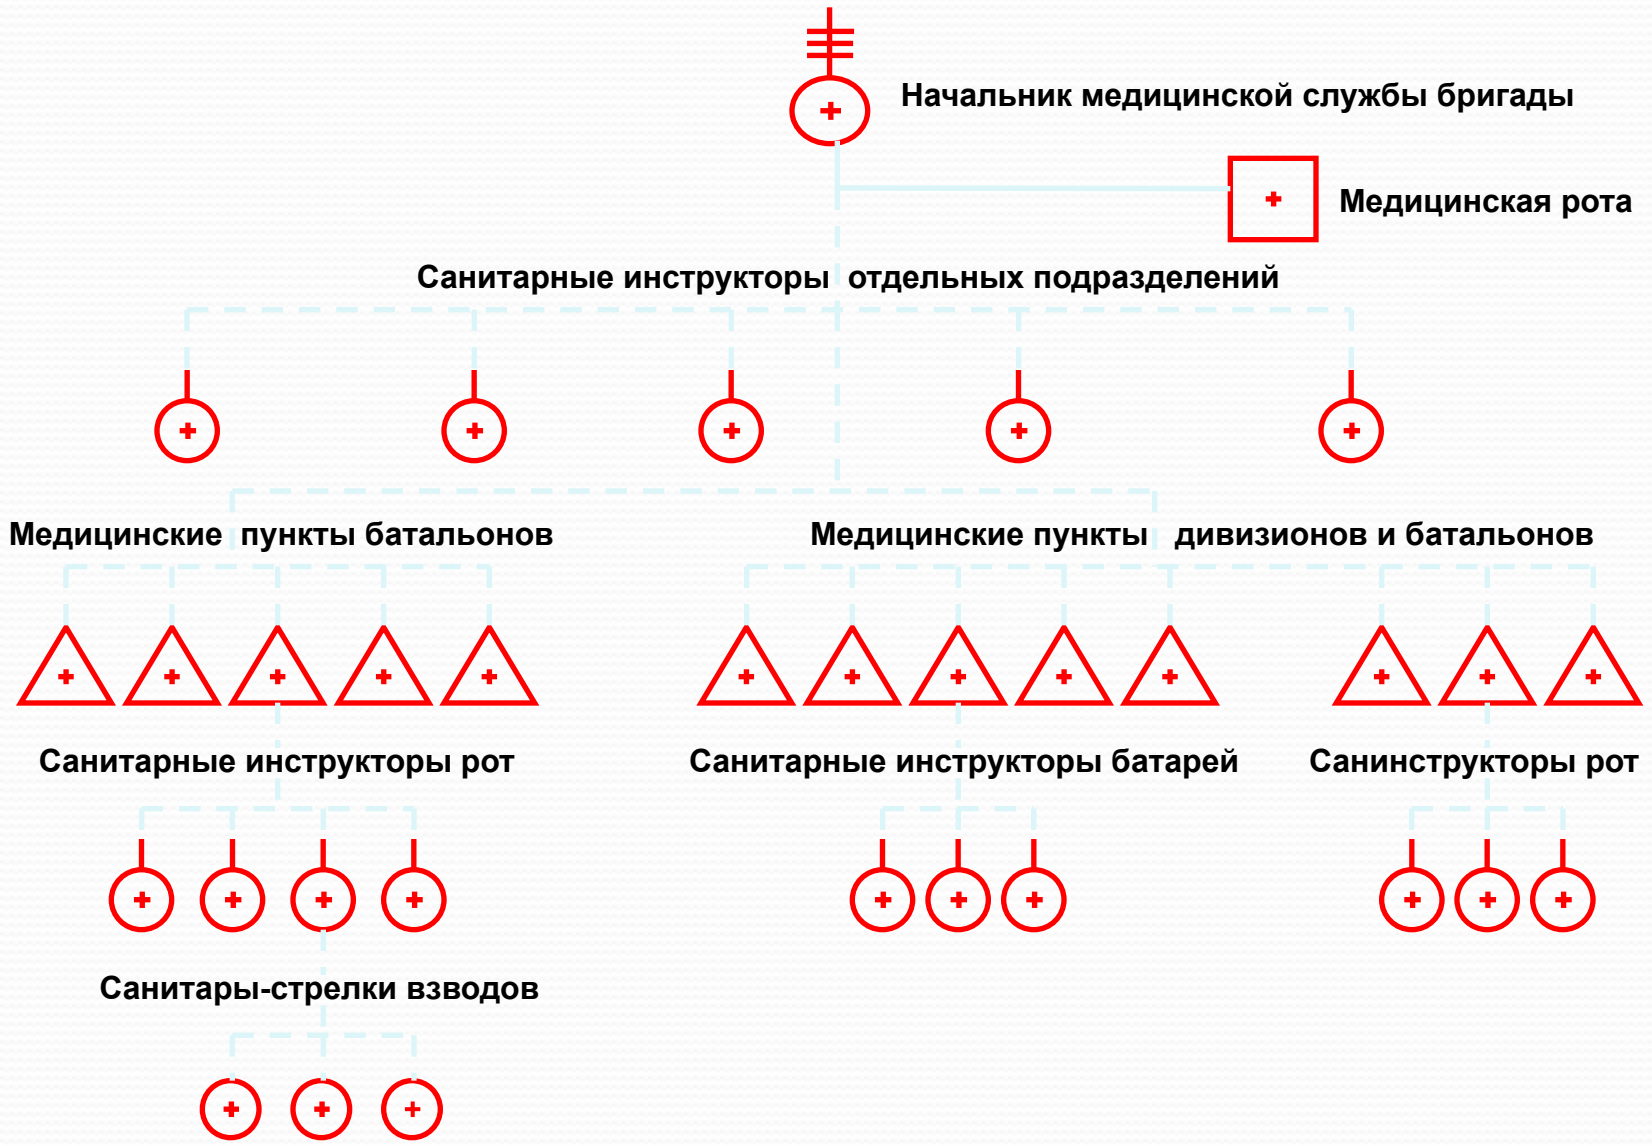 Начальник медицинской службы бригады
Медицинская рота
Санитарные инструкторы отдельных подразделений
Медицинские пункты батальонов
Медицинские пункты дивизионов и батальонов
Санитарные инструкторы рот
Санитарные инструкторы батарей
Санинструкторы рот
Санитары-стрелки взводов